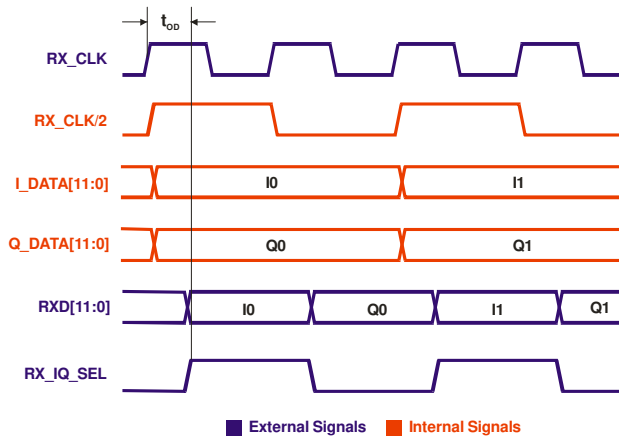 tOD
RX_CLK
RX_CLK/2
I_DATA[11:0] I0 I1
Q_DATA[11:0] Q0 Q1
RXD[11:0] I0 Q0 I1 Q1
RX_IQ_SEL
External Signals Internal Signals